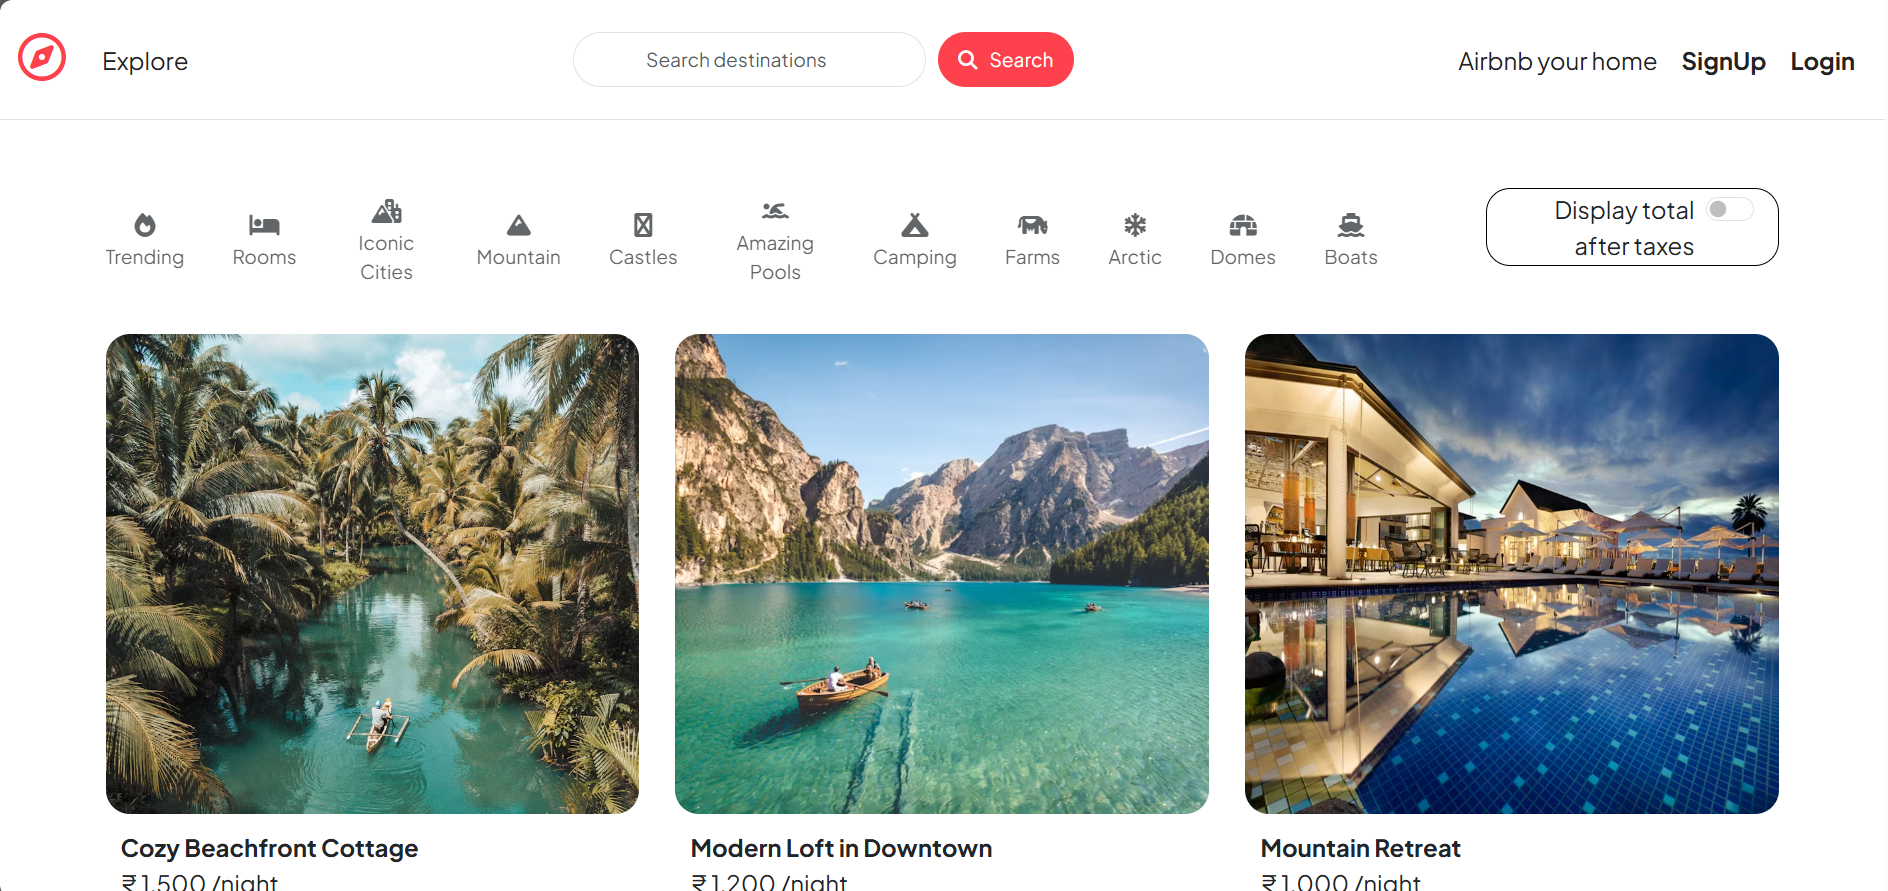 Explore
Search destinations
Search
Airbnb your home
SignUp
Login
Trending
Rooms
Iconic
Cities
Mountain
Castles
Amazing
Pools
Camping
Farms
Arctic
Domes
Boats
Display total
after taxes
Cozy Beachfront Cottage
₹ 1,500 /night
Modern Loft in Downtown
₹ 1,200 /night
Mountain Retreat
₹ 1,000 /night